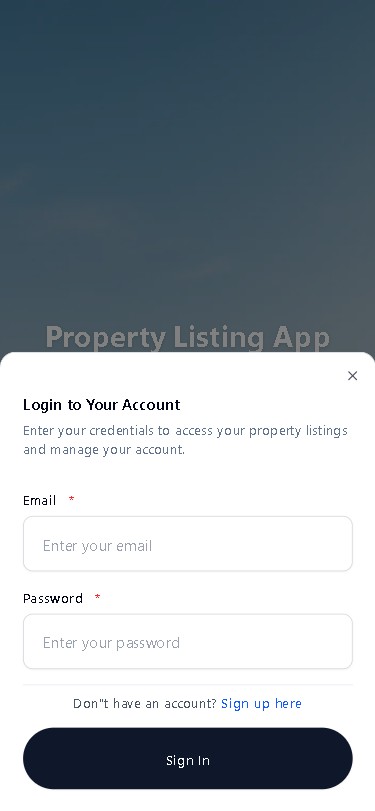 Property Listing App
Login to Your Account
Enter your credentials to access your property listings
and manage your account.
Email *
Enter your email
Password *
Enter your password
Don"t have an account? Sign up here
Sign In